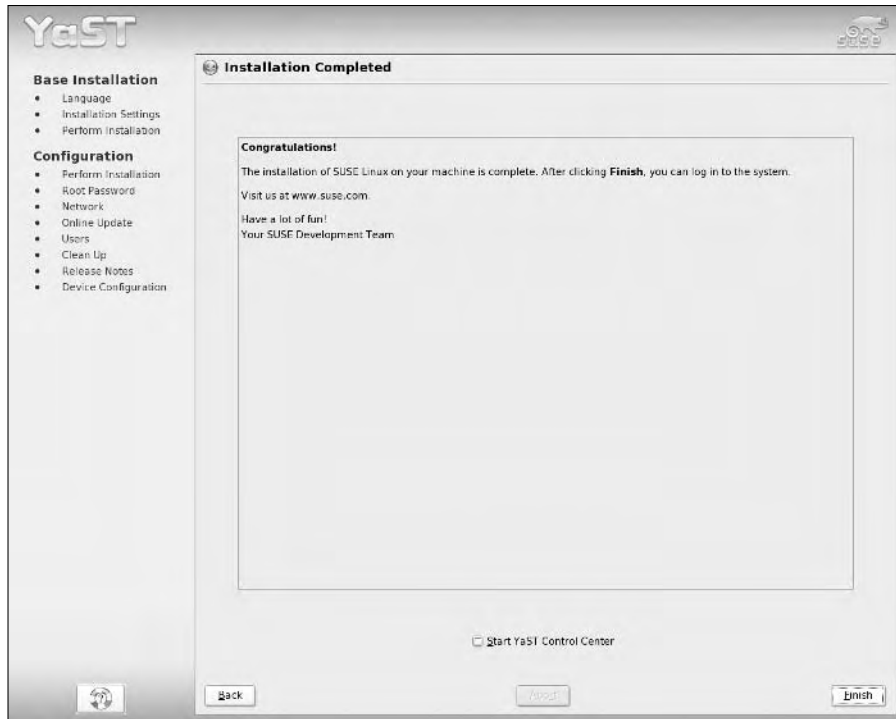 YaST
SUSE
Base Installation
Language
Installation Settings
Perform Installation
Configuration
Perform Installation
Root Password
Network
Online Update
Users
Clean Up
Release Notes
Device Configuration
Installation Completed
Congratulations!
The installation of SUSE Linux on your machine is complete. After clicking Finish, you can log in to the system.
Visit us at www.suse.com.
Have a lot of fun!
Your SUSE Development Team
Start YaST Control Center
Back
Abort
Finish